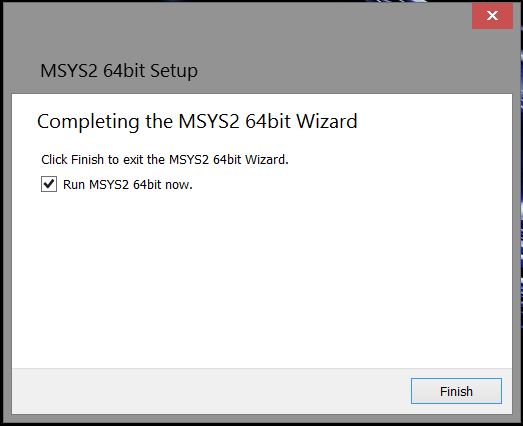 MSYS2 64bit Setup
Completing the MSYS2 64bit Wizard
Click Finish to exit the MSYS2 64bit Wizard.
Run MSYS2 64bit now.
Finish